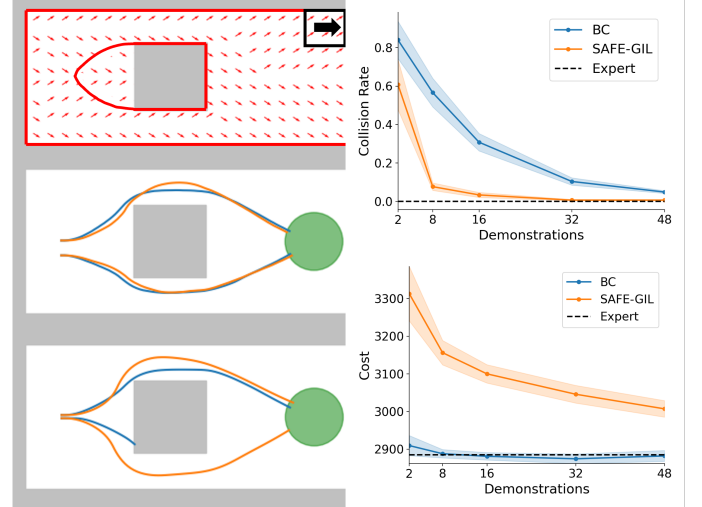 BC
SAFE-GIL
Expert
Collision Rate
0.8
0.6
0.4
0.2
0.0
2 8 16 32 48
Demonstrations
BC
SAFE-GIL
Expert
Cost
3300
3200
3100
3000
2900
2 8 16 32 48
Demonstrations